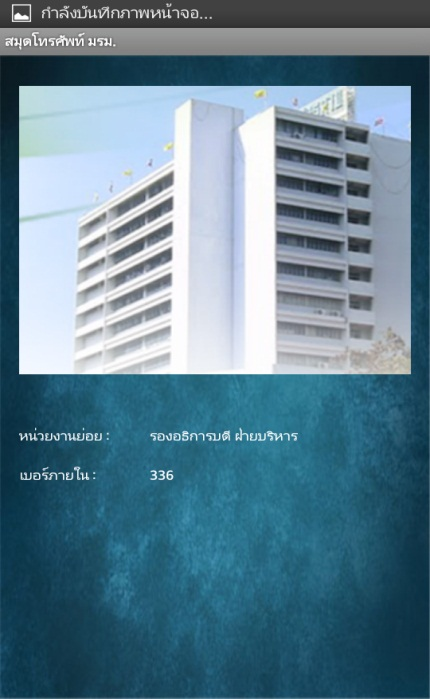 กำลังบันทึกภาพหน้าจอ...
สมุดโทรศัพท์ มรม.
หน่วยงานย่อย : รองอธิการบดี ฝ่ายบริหาร
เบอร์ภายใน : 336